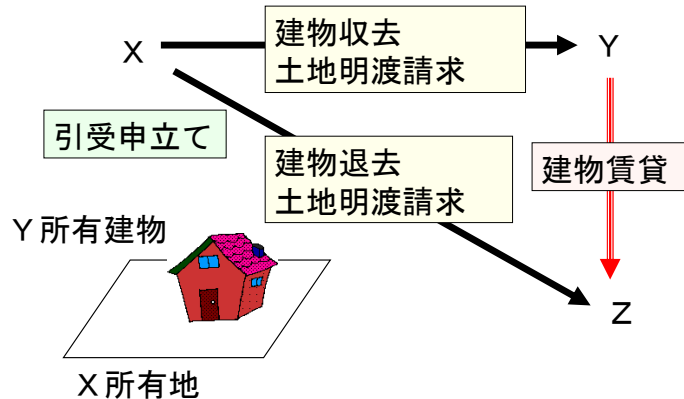 建物収去
土地明渡請求
Ｘ
Ｙ
引受申立て
建物退去
土地明渡請求
建物賃貸
Ｙ所有建物
Ｚ
Ｘ所有地